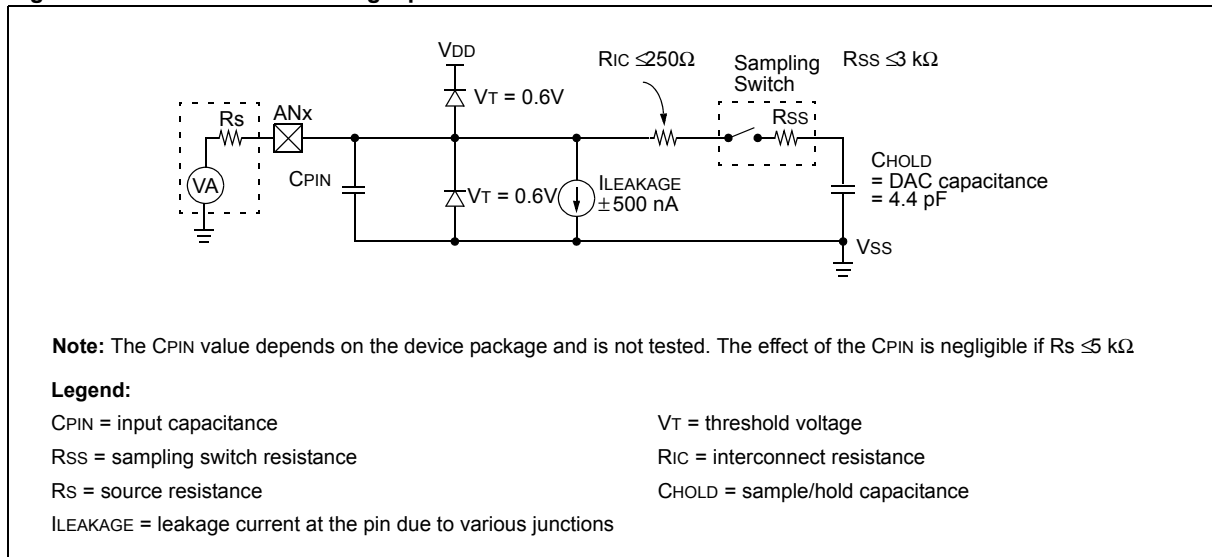 VDD
RIC ≤250Ω
Sampling
Switch
RSS ≤3 kΩ
VT = 0.6V
Rs
ANx
RSS
VA
CPIN
VT = 0.6V
ILEAKAGE
±500 nA
CHOLD
= DAC capacitance
= 4.4 pF
VSS
Note: The CPIN value depends on the device package and is not tested. The effect of the CPIN is negligible if Rs ≤5 kΩ
Legend:
CPIN = input capacitance
VT = threshold voltage
RSS = sampling switch resistance
RIC = interconnect resistance
RS = source resistance
CHOLD = sample/hold capacitance
ILEAKAGE = leakage current at the pin due to various junctions